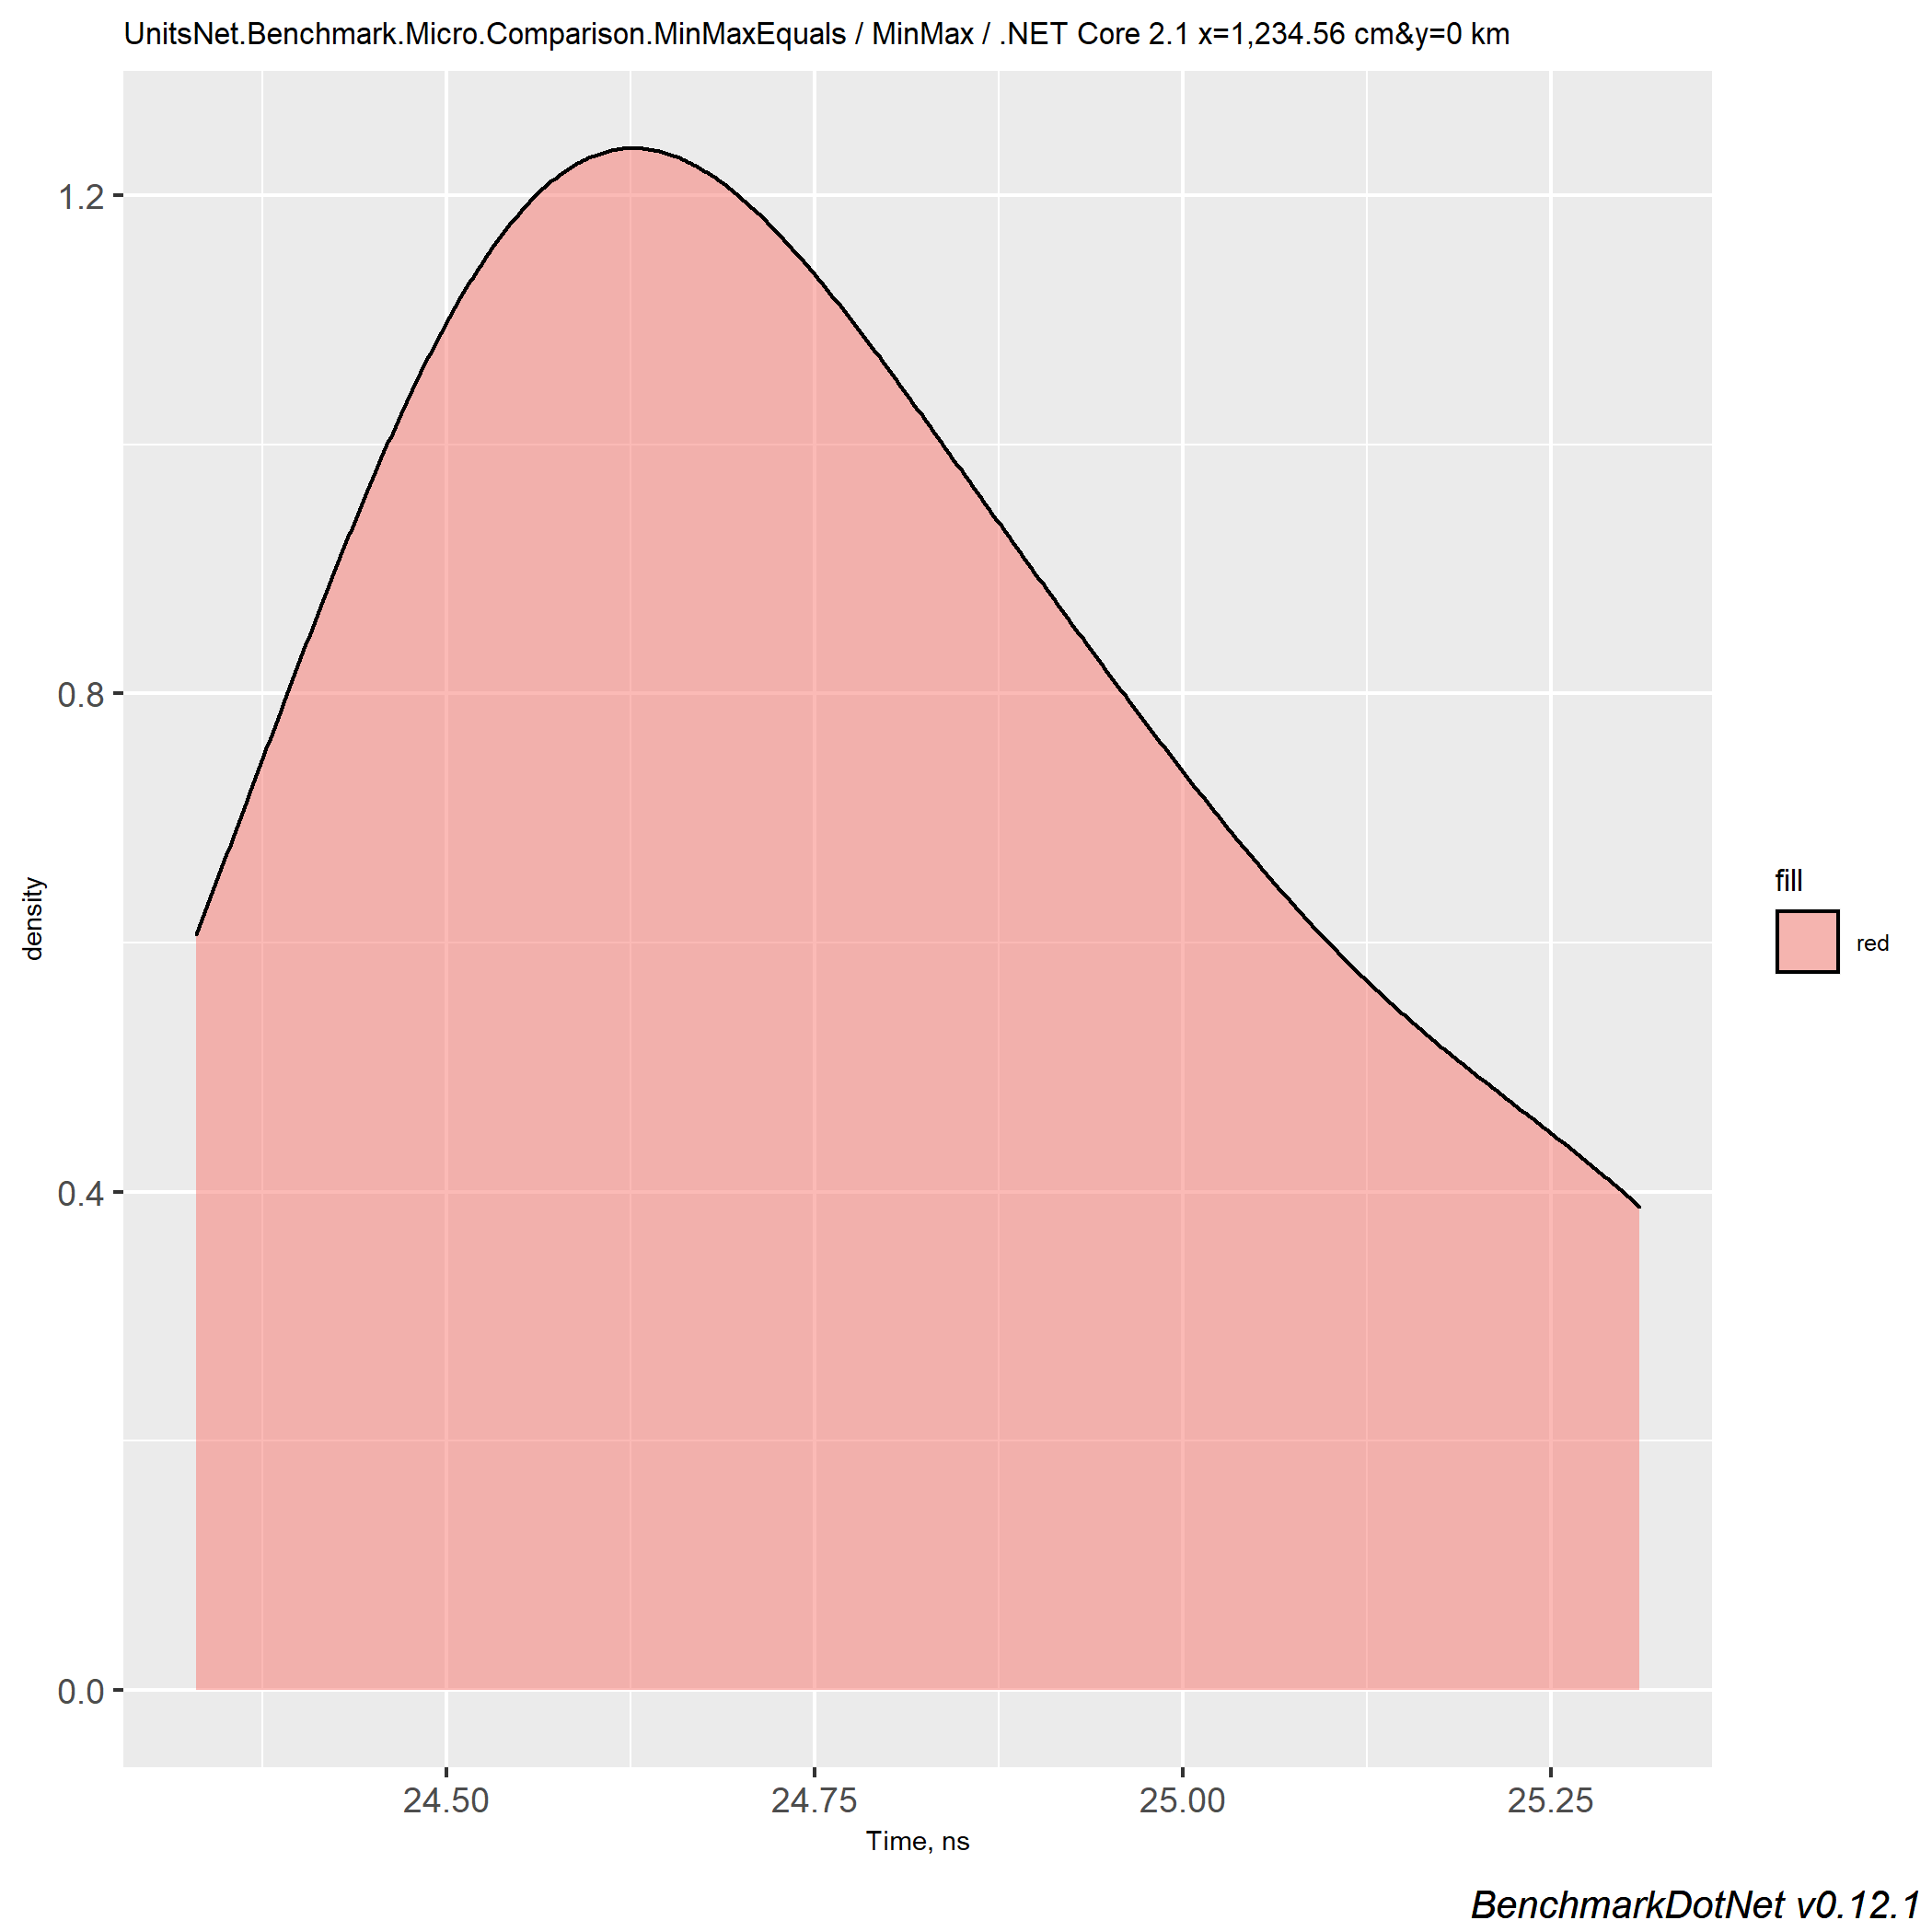 UnitsNet.Benchmark.Micro.Comparison.MinMaxEquals / MinMax / .NET Core 2.1 x=1,234.56 cm&y=0 km
1.2
0.8
0.4
0.0
density
24.50 24.75 25.00 25.25
Time, ns
fill
red
BenchmarkDotNet v0.12.1